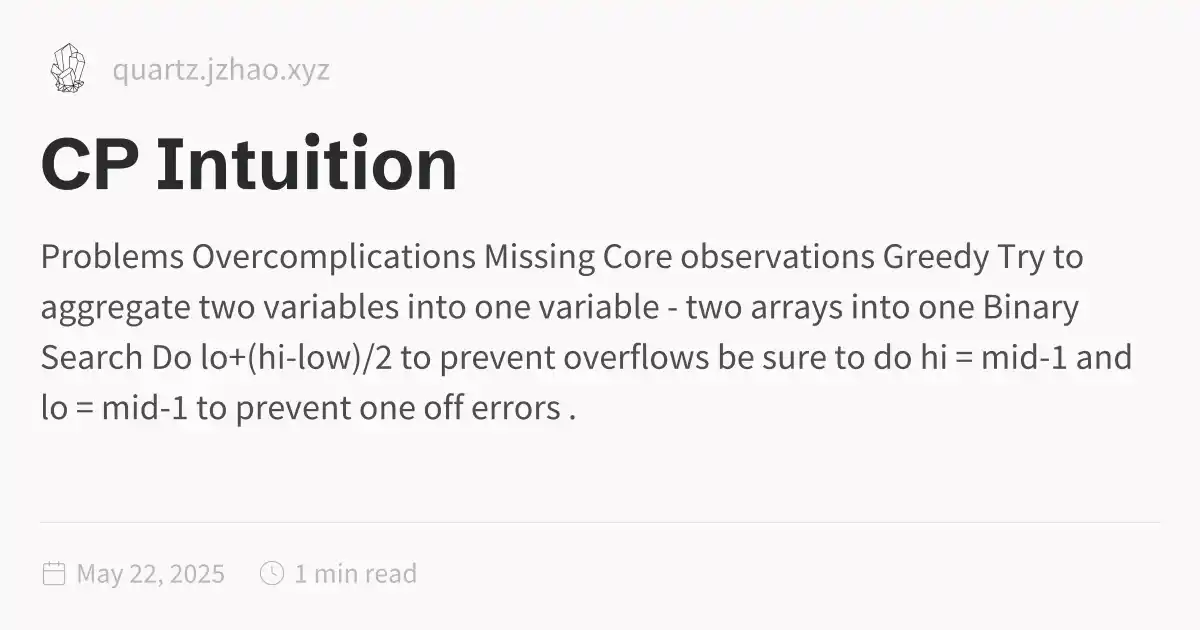 quartz.jzhao.xyz
CP Intuition
Problems Overcomplications Missing Core observations Greedy Try to
aggregate two variables into one variable - two arrays into one Binary
Search Do lo+(hi-low)/2 to prevent overflows be sure to do hi = mid-1 and
lo = mid-1 to prevent one off errors .
May 22, 2025 1 min read